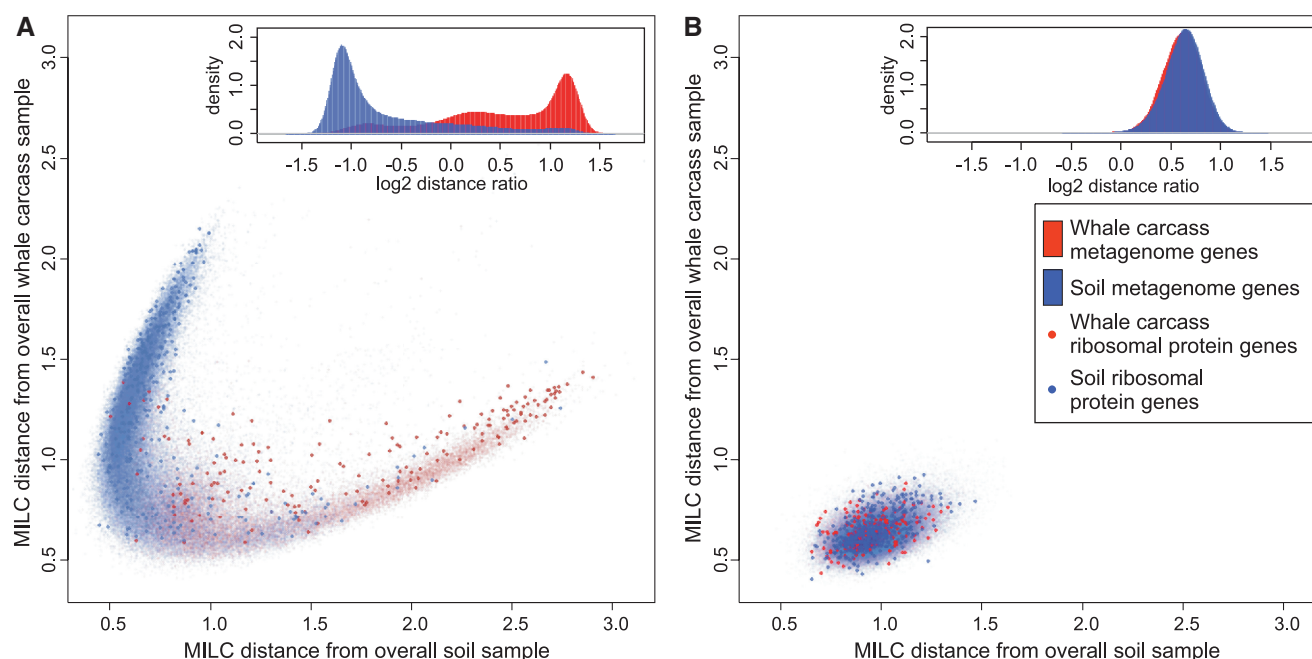 A
MILC distance from overall whale carcass sample
3.0
2.5
2.0
1.5
1.0
0.5
density
2.0
1.0
0.0
-1.5 -1.0 -0.5 0.0 0.5 1.0 1.5
log2 distance ratio
0.5 1.0 1.5 2.0 2.5 3.0
MILC distance from overall soil sample
B
MILC distance from overall whale carcass sample
3.0
2.5
2.0
1.5
1.0
0.5
density
2.0
1.0
0.0
-1.5 -1.0 -0.5 0.0 0.5 1.0 1.5
log2 distance ratio
Whale carcass
metagenome genes
Soil metagenome genes
Whale carcass
ribosomal protein genes
Soil ribosomal
protein genes
0.5 1.0 1.5 2.0 2.5 3.0
MILC distance from overall soil sample